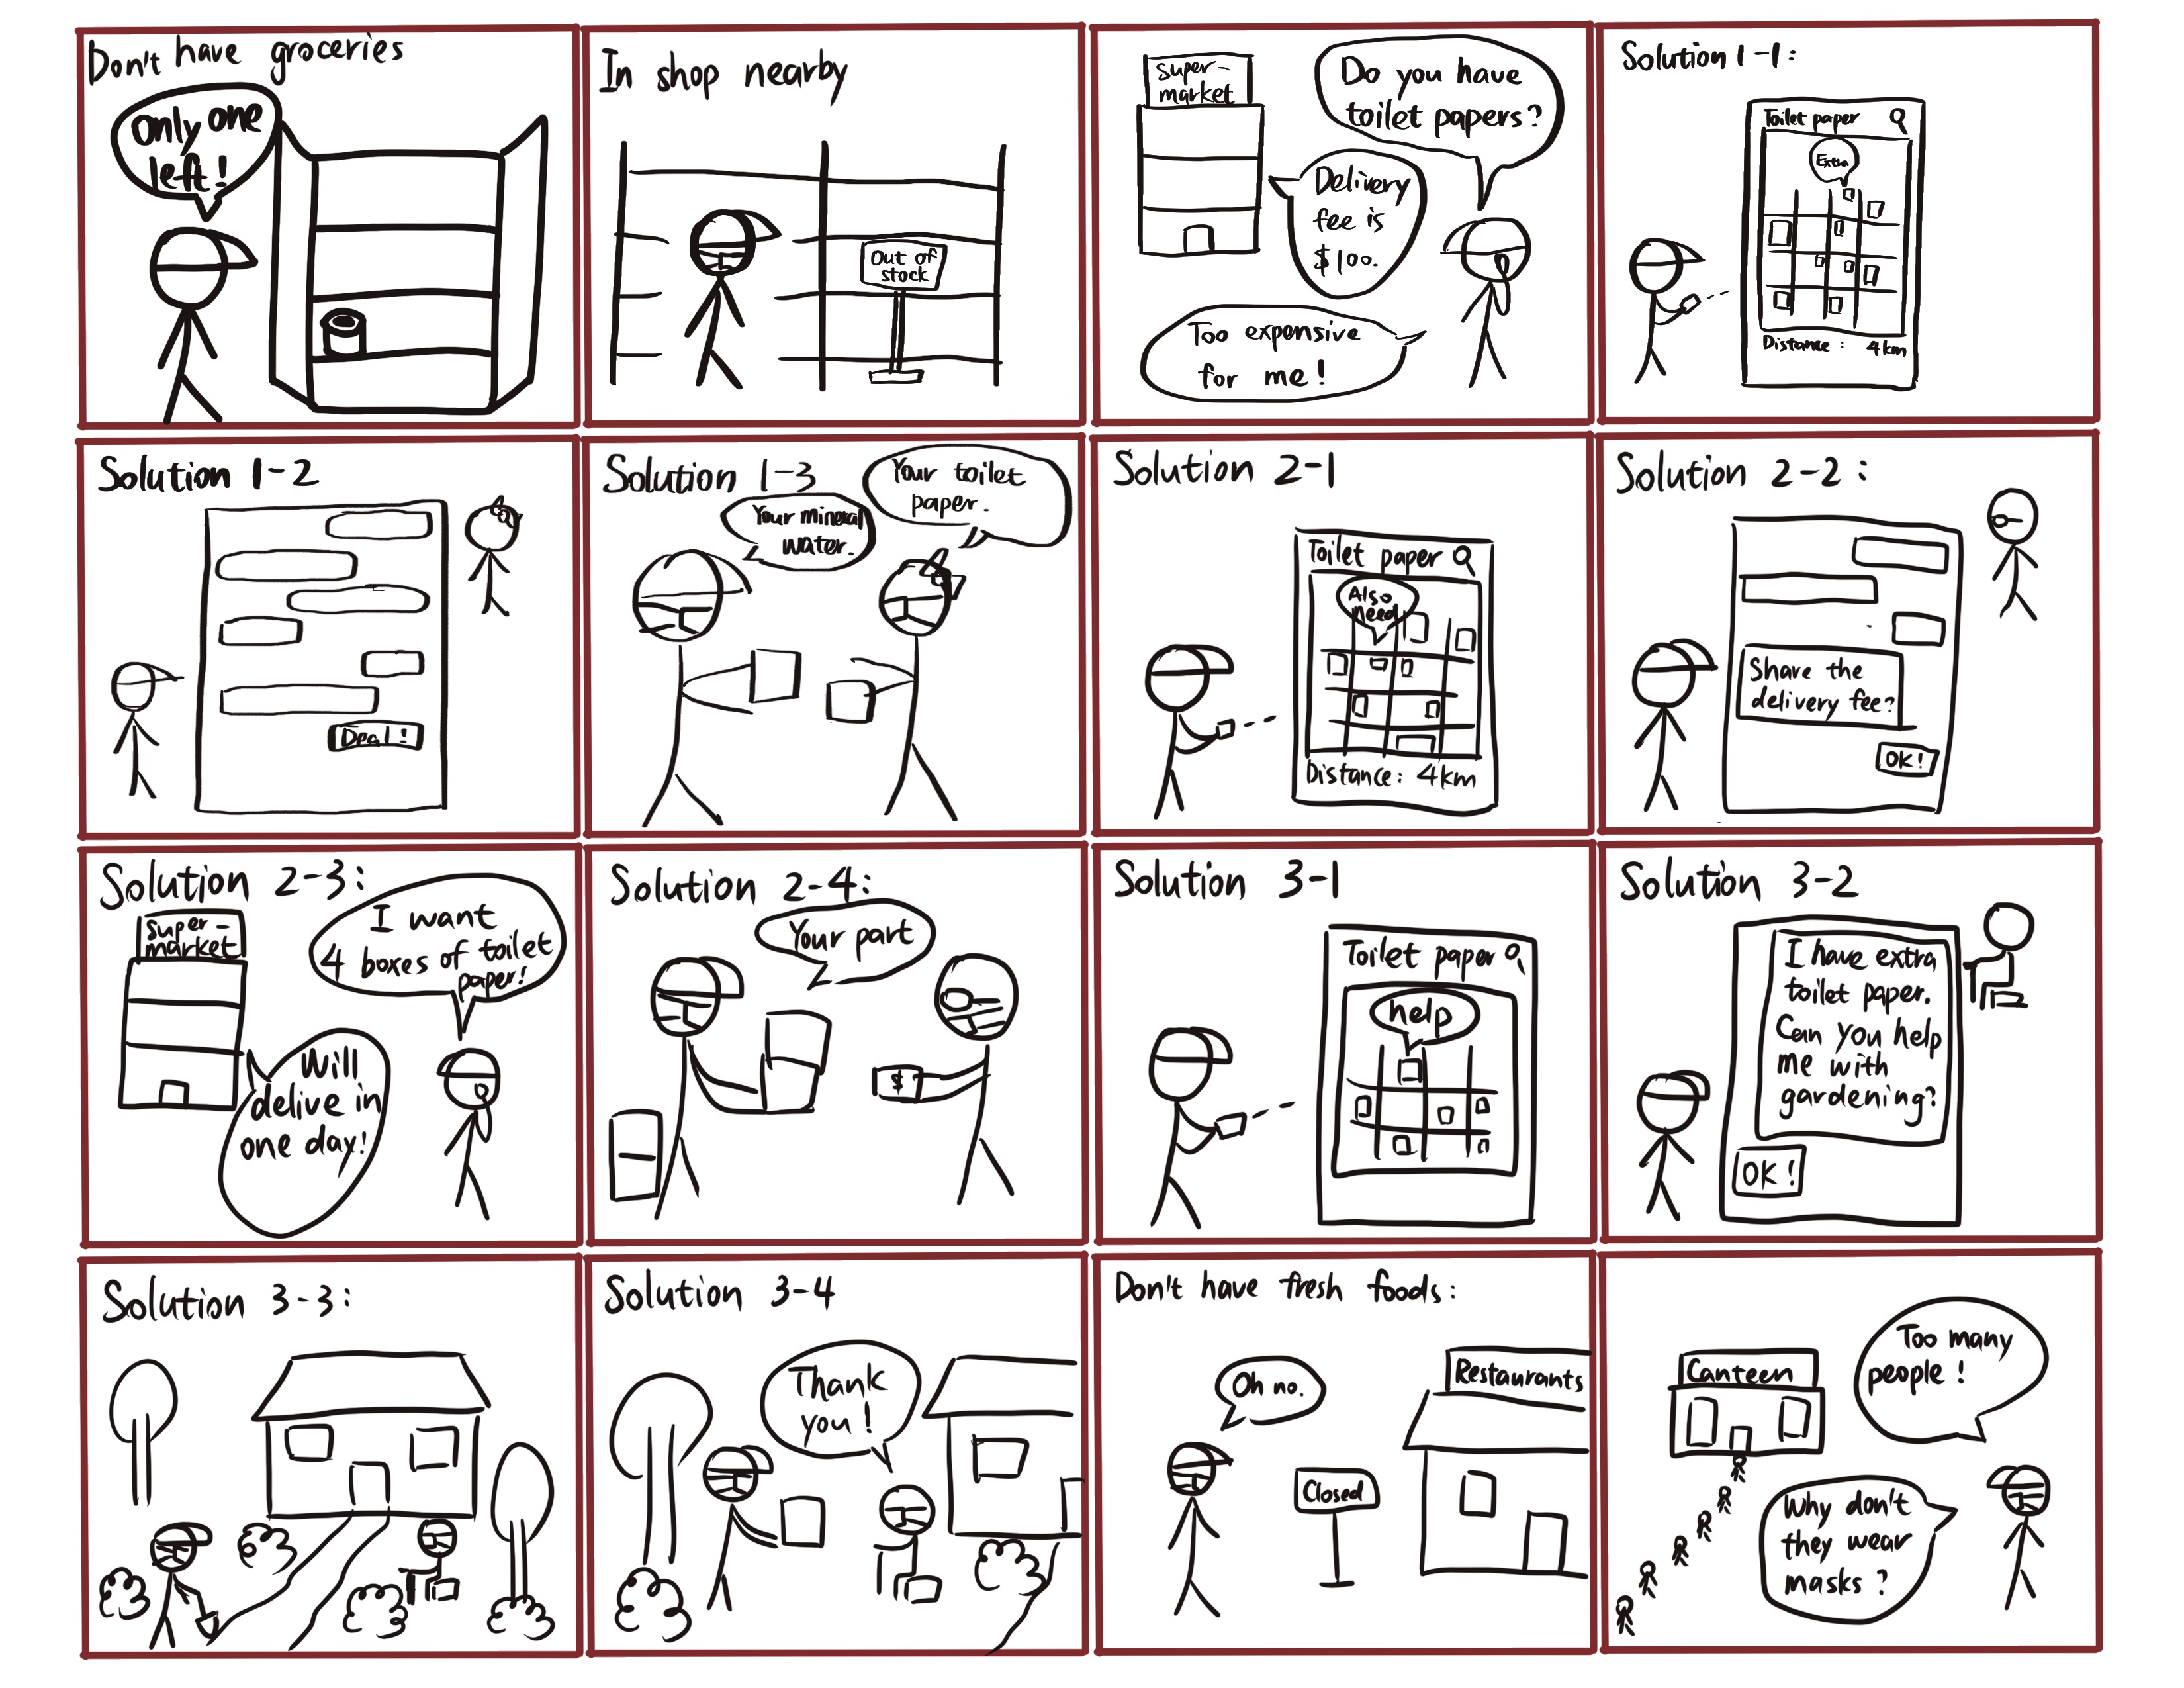 Don't have groceries
Only one
left!
In shop nearby
Out of
stock
Super-
market
Do you have
toilet papers?
Delivery
fee is
$100.
Too expensive
for me!
Solution 1-1:
Toilet paper
Extra
Distance: 4km
Solution 1-2
Deal!
Solution 1-3
Your mineral
water.
Your toilet
paper.
Solution 2-1
Toilet paper
Also
need
Distance: 4km
Solution 2-2:
Share the
delivery fee?
OK!
Solution 2-3:
super-
market
I want
4 boxes of toilet
paper!
Will
delive in
one day!
Solution 2-4:
Your part
$
Solution 3-1
Toilet paper
help
Solution 3-2
I have extra
toilet paper.
Can you help
me with
gardening?
OK!
Solution 3-3:
Solution 3-4
Thank
you!
Don't have fresh foods:
Oh no.
Closed
Restaurants
Canteen
Too many
people!
Why don't
they wear
masks?